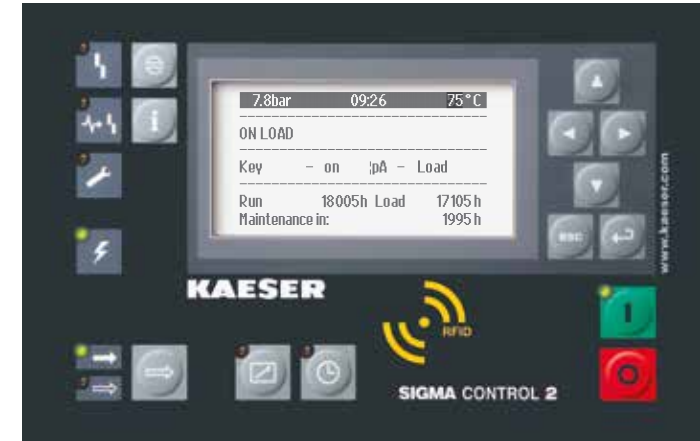 7.8bar 09:26 75°C
ON LOAD
Key – on ¦pA – Load
Run 18005h Load 17105h
Maintenance in: 1995h
esc
KAESER
RFID
SIGMA CONTROL 2
www.kaeser.com